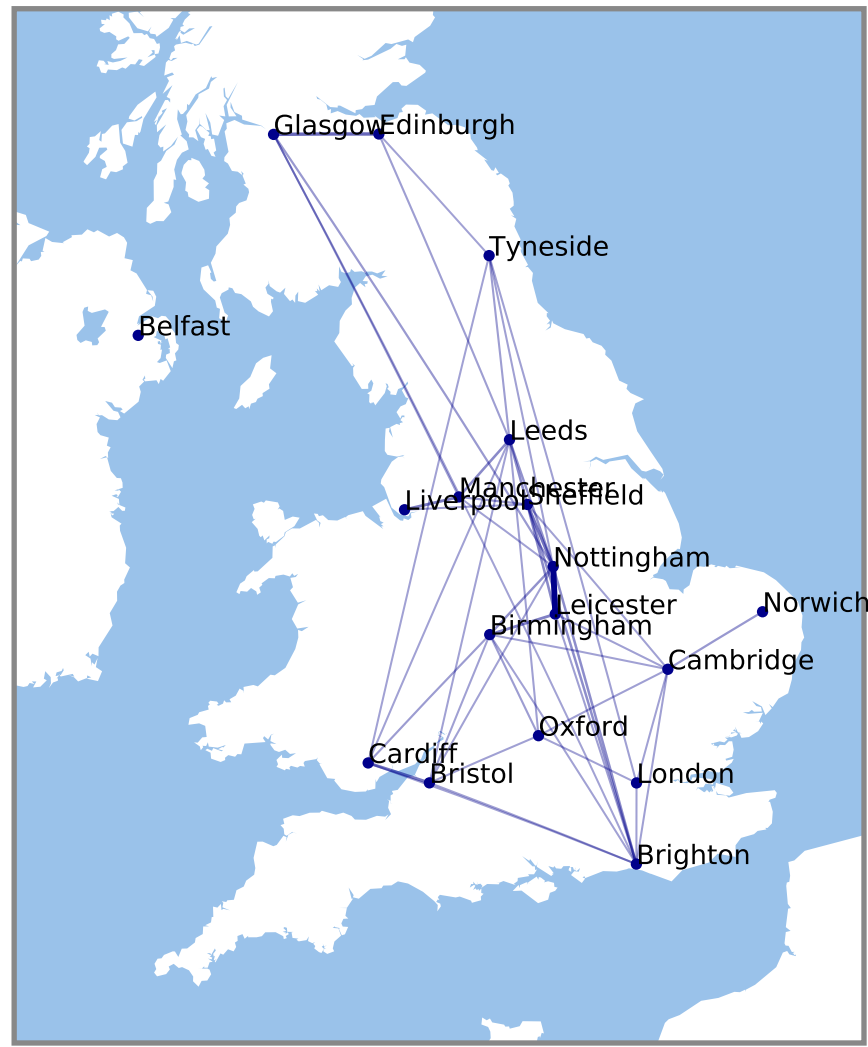 Glasgow
Edinburgh
Tyneside
Belfast
Leeds
Manchester
Sheffield
Liverpool
Nottingham
Leicester
Norwich
Birmingham
Cambridge
Oxford
Cardiff
Bristol
London
Brighton